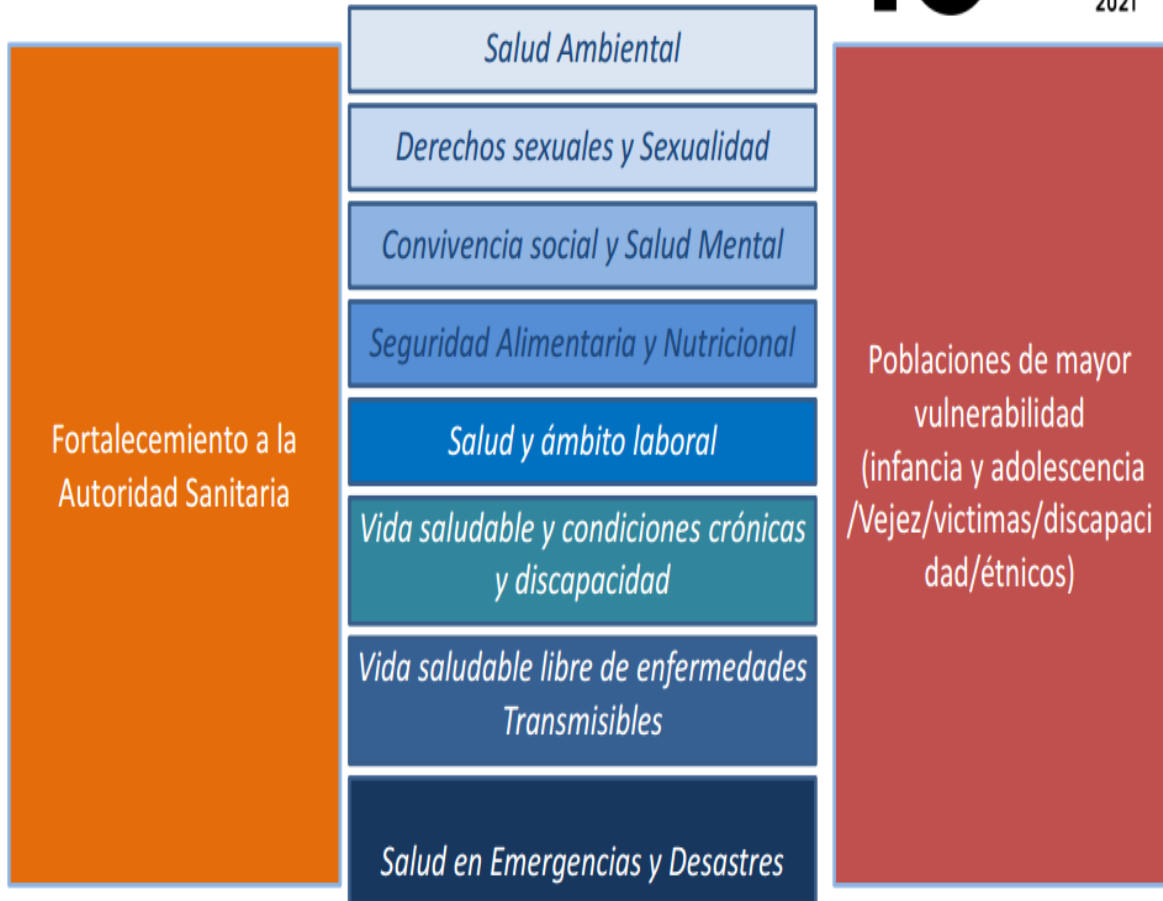 2021
Salud Ambiental
Derechos sexuales y Sexualidad
Convivencia social y Salud Mental
Seguridad Alimentaria y Nutricional
Salud y ámbito laboral
Vida saludable y condiciones crónicas
y discapacidad
Vida saludable libre de enfermedades
Transmisibles
Salud en Emergencias y Desastres
Fortalecemiento a la
Autoridad Sanitaria
Poblaciones de mayor
vulnerabilidad
(infancia y adolescencia
/Vejez/victimas/discapaci
dad/étnicos)